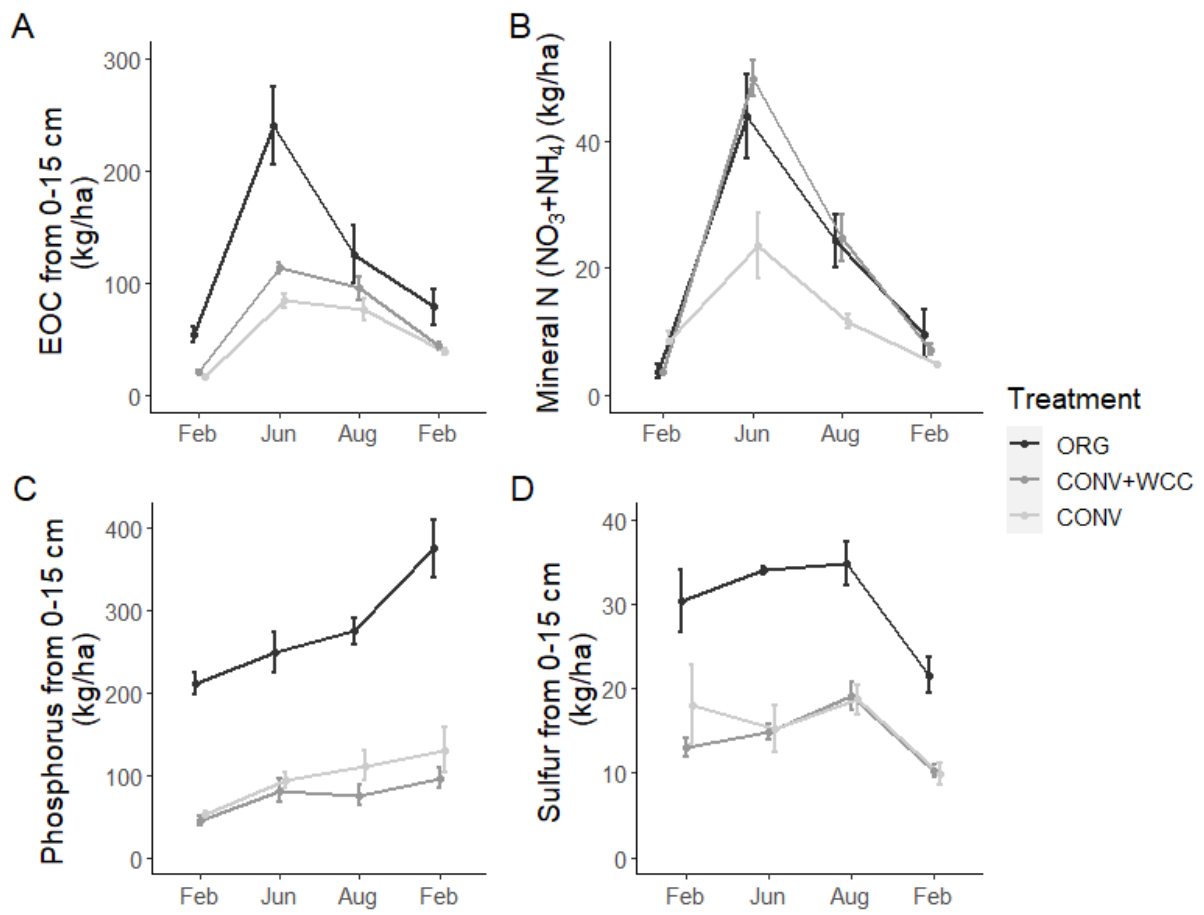 A
EOC from 0-15 cm
(kg/ha)
300
200
100
0
Feb Jun Aug Feb
B
Mineral N (NO₃+NH₄) (kg/ha)
40
20
0
Feb Jun Aug Feb
Treatment
ORG
CONV+WCC
CONV
C
Phosphorus from 0-15 cm
(kg/ha)
400
300
200
100
0
Feb Jun Aug Feb
D
Sulfur from 0-15 cm
(kg/ha)
40
30
20
10
0
Feb Jun Aug Feb